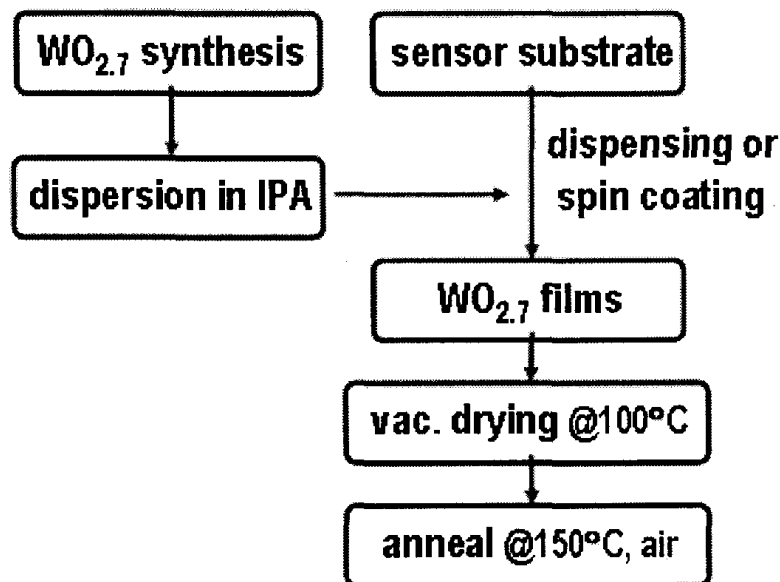 WO₂.₇ synthesis
sensor substrate
dispersion in IPA
dispensing or
spin coating
WO₂.₇ films
vac. drying @100°C
anneal @150°C, air